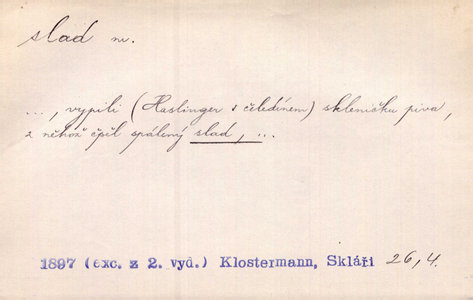 slad m.
..., vypili (Haslinger s čeledínem) skleničku piva,
z něhož čpěl spálený slad, ...
1897 (exc. z 2. vyd.) Klostermann, Skláři 26,4.